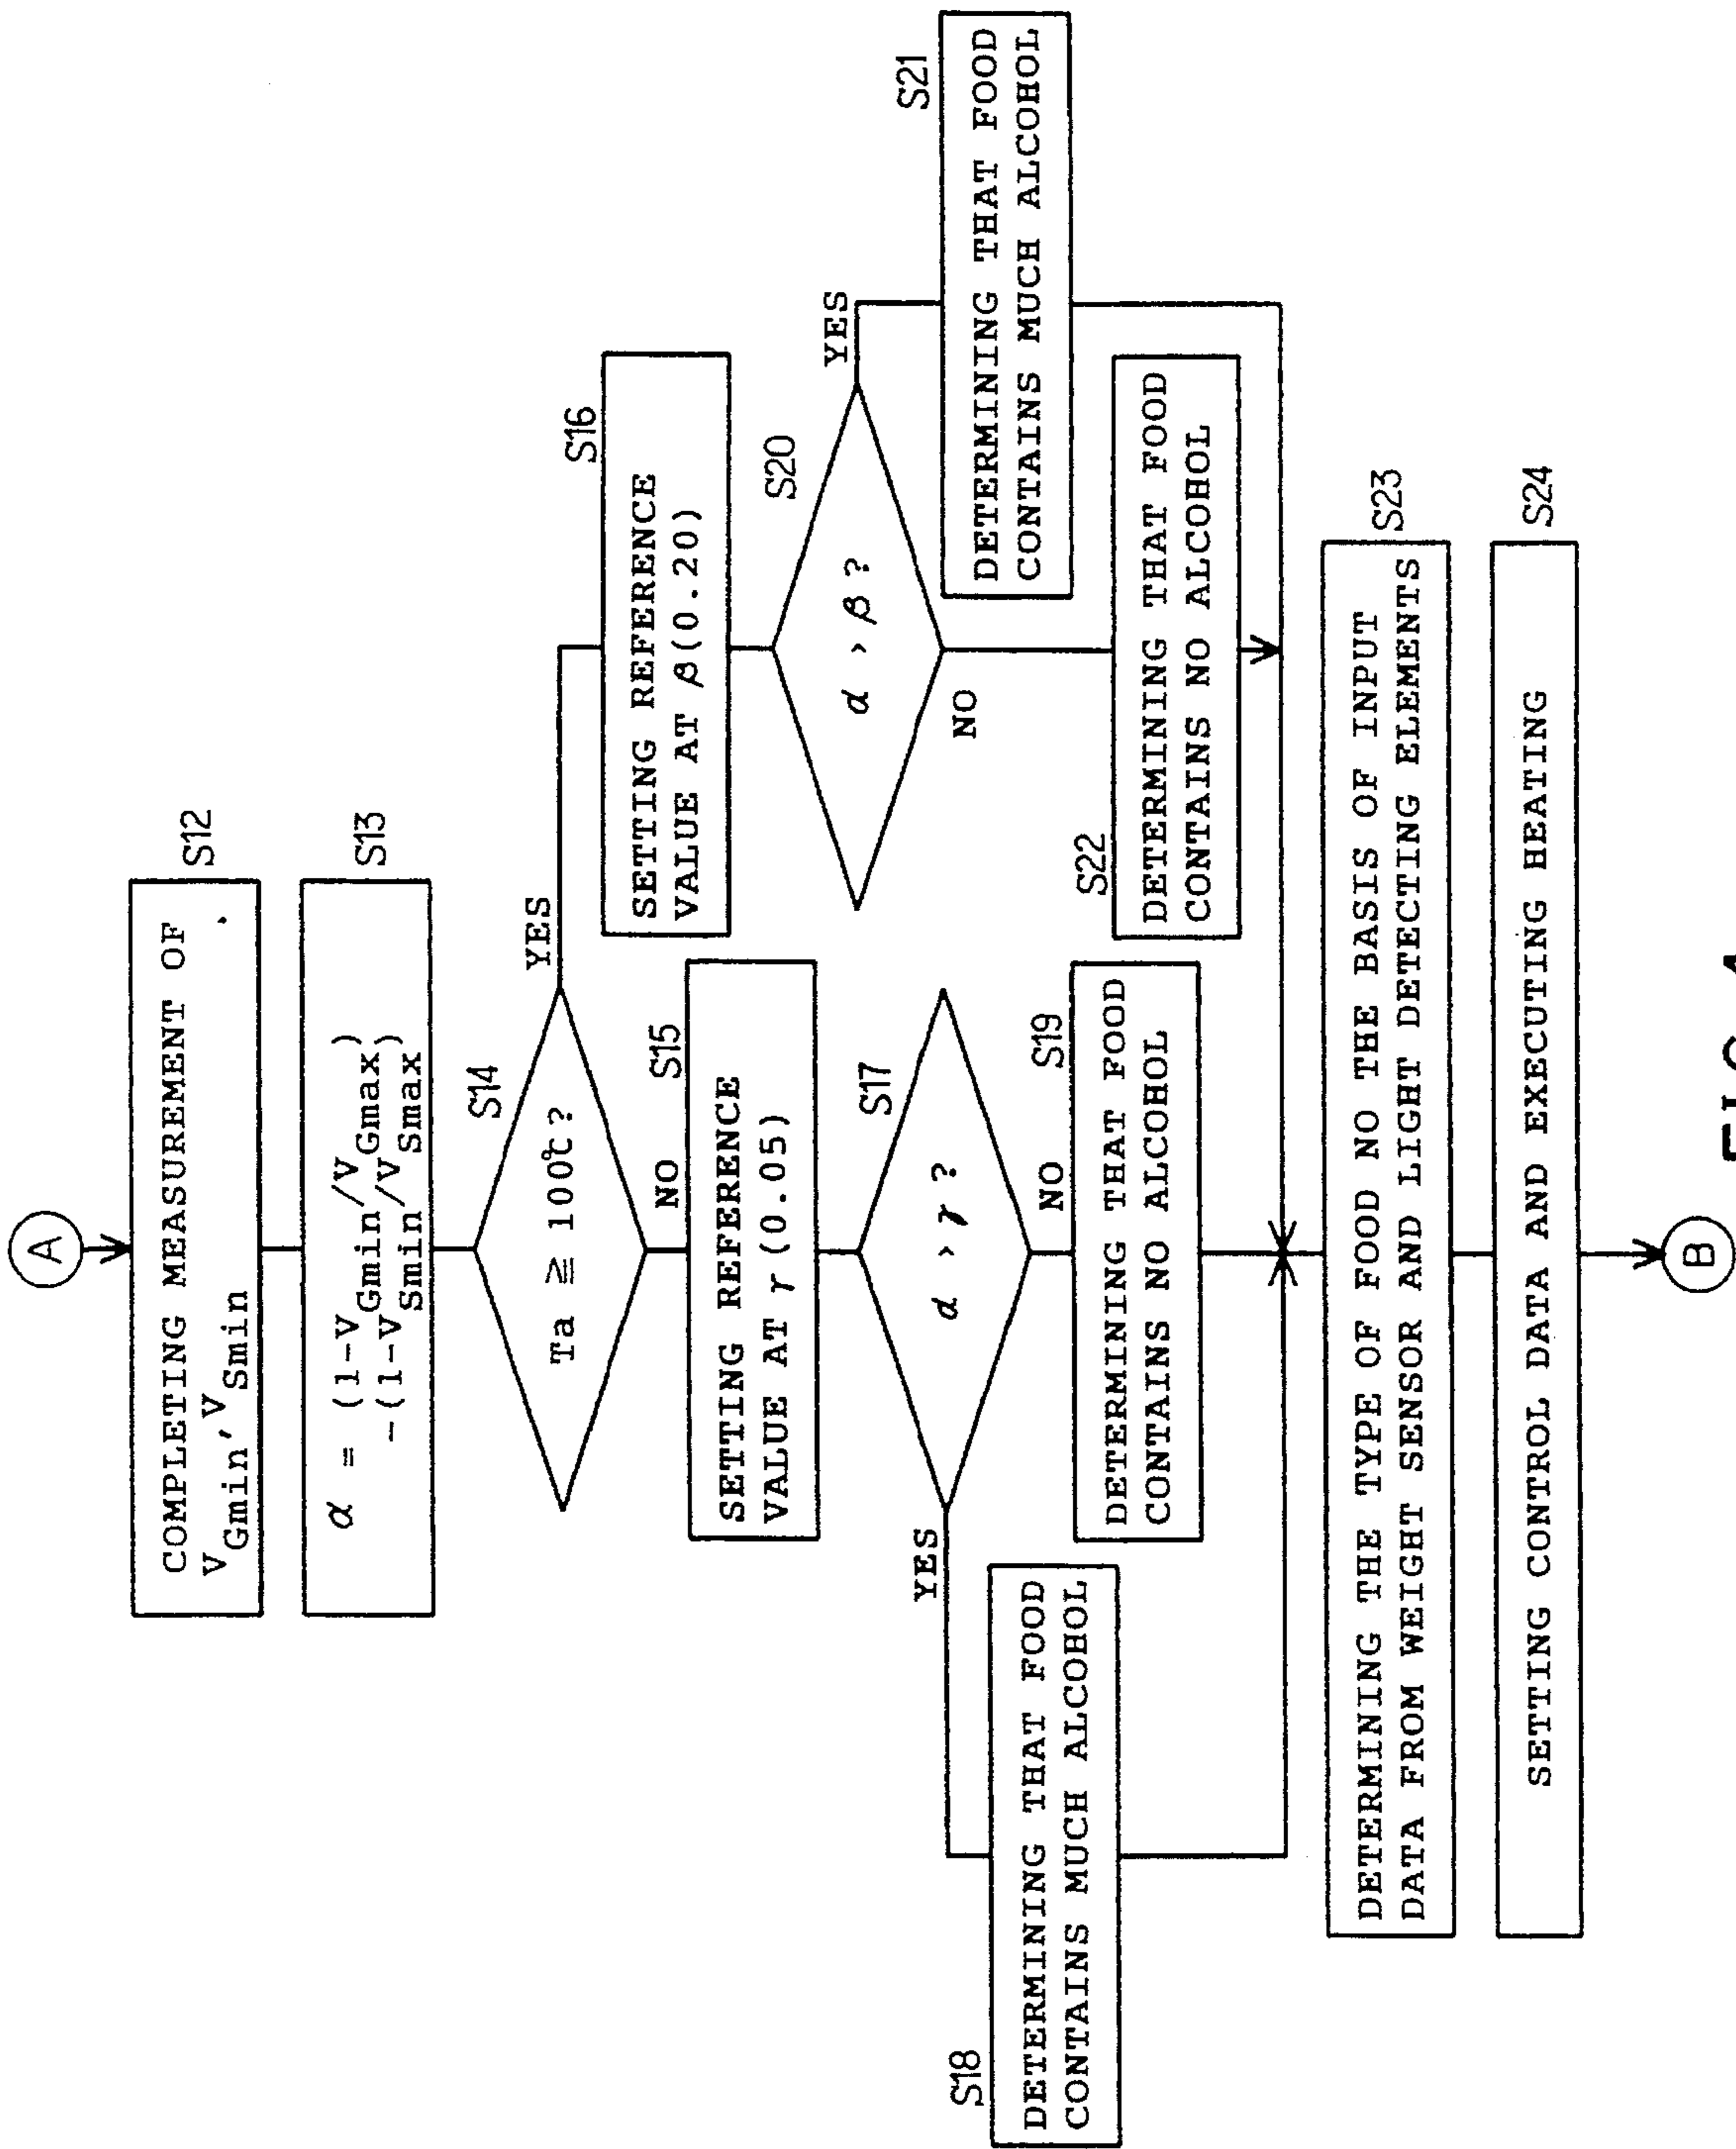 A
S12
COMPLETING MEASUREMENT OF
VGmin, VSmin
S13
α = (1-VGmin/VGmax)
-(1-VSmin/VSmax)
S14
Ta ≧ 100℃?
YES
NO
S15
SETTING REFERENCE
VALUE AT γ (0.05)
S16
SETTING REFERENCE
VALUE AT β(0.20)
S17
α > γ ?
YES
NO
S20
α > β ?
YES
NO
S18
DETERMINING THAT FOOD
CONTAINS MUCH ALCOHOL
S19
DETERMINING THAT FOOD
CONTAINS NO ALCOHOL
S22
DETERMINING THAT FOOD
CONTAINS NO ALCOHOL
S21
DETERMINING THAT FOOD
CONTAINS MUCH ALCOHOL
S23
DETERMINING THE TYPE OF FOOD NO THE BASIS OF INPUT
DATA FROM WEIGHT SENSOR AND LIGHT DETECTING ELEMENTS
S24
SETTING CONTROL DATA AND EXECUTING HEATING
B